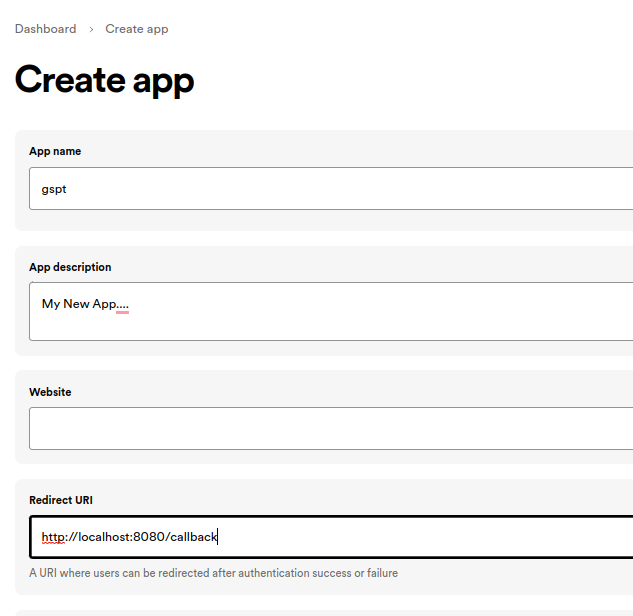 Dashboard > Create app
Create app
App name
gspt
App description
My New App....
Website
Redirect URI
http://localhost:8080/callback
A URI where users can be redirected after authentication success or failure